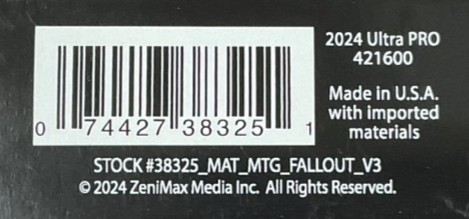 2024 Ultra PRO
421600
Made in U.S.A.
with imported
materials
0 74427 38325 1
STOCK #38325_MAT_MTG_FALLOUT_V3
© 2024 ZeniMax Media Inc. All Rights Reserved.